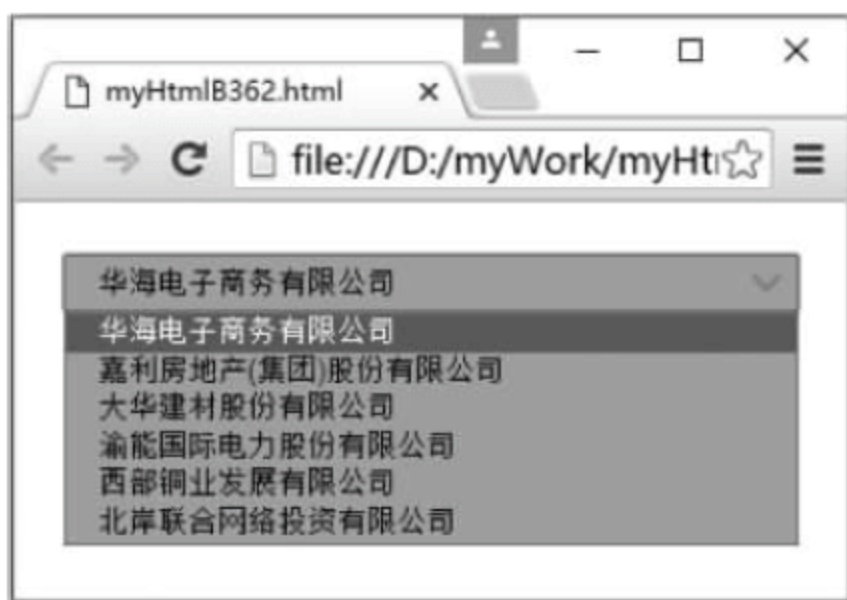 myHtmlB362.html
file:///D:/myWork/myHt
华海电子商务有限公司
华海电子商务有限公司
嘉利房地产(集团)股份有限公司
大华建材股份有限公司
渝能国际电力股份有限公司
西部铜业发展有限公司
北岸联合网络投资有限公司